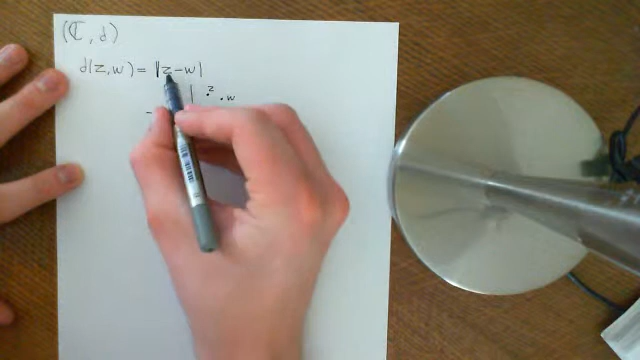 (ℂ, d)
d(z,w) = |z-w|
z
w